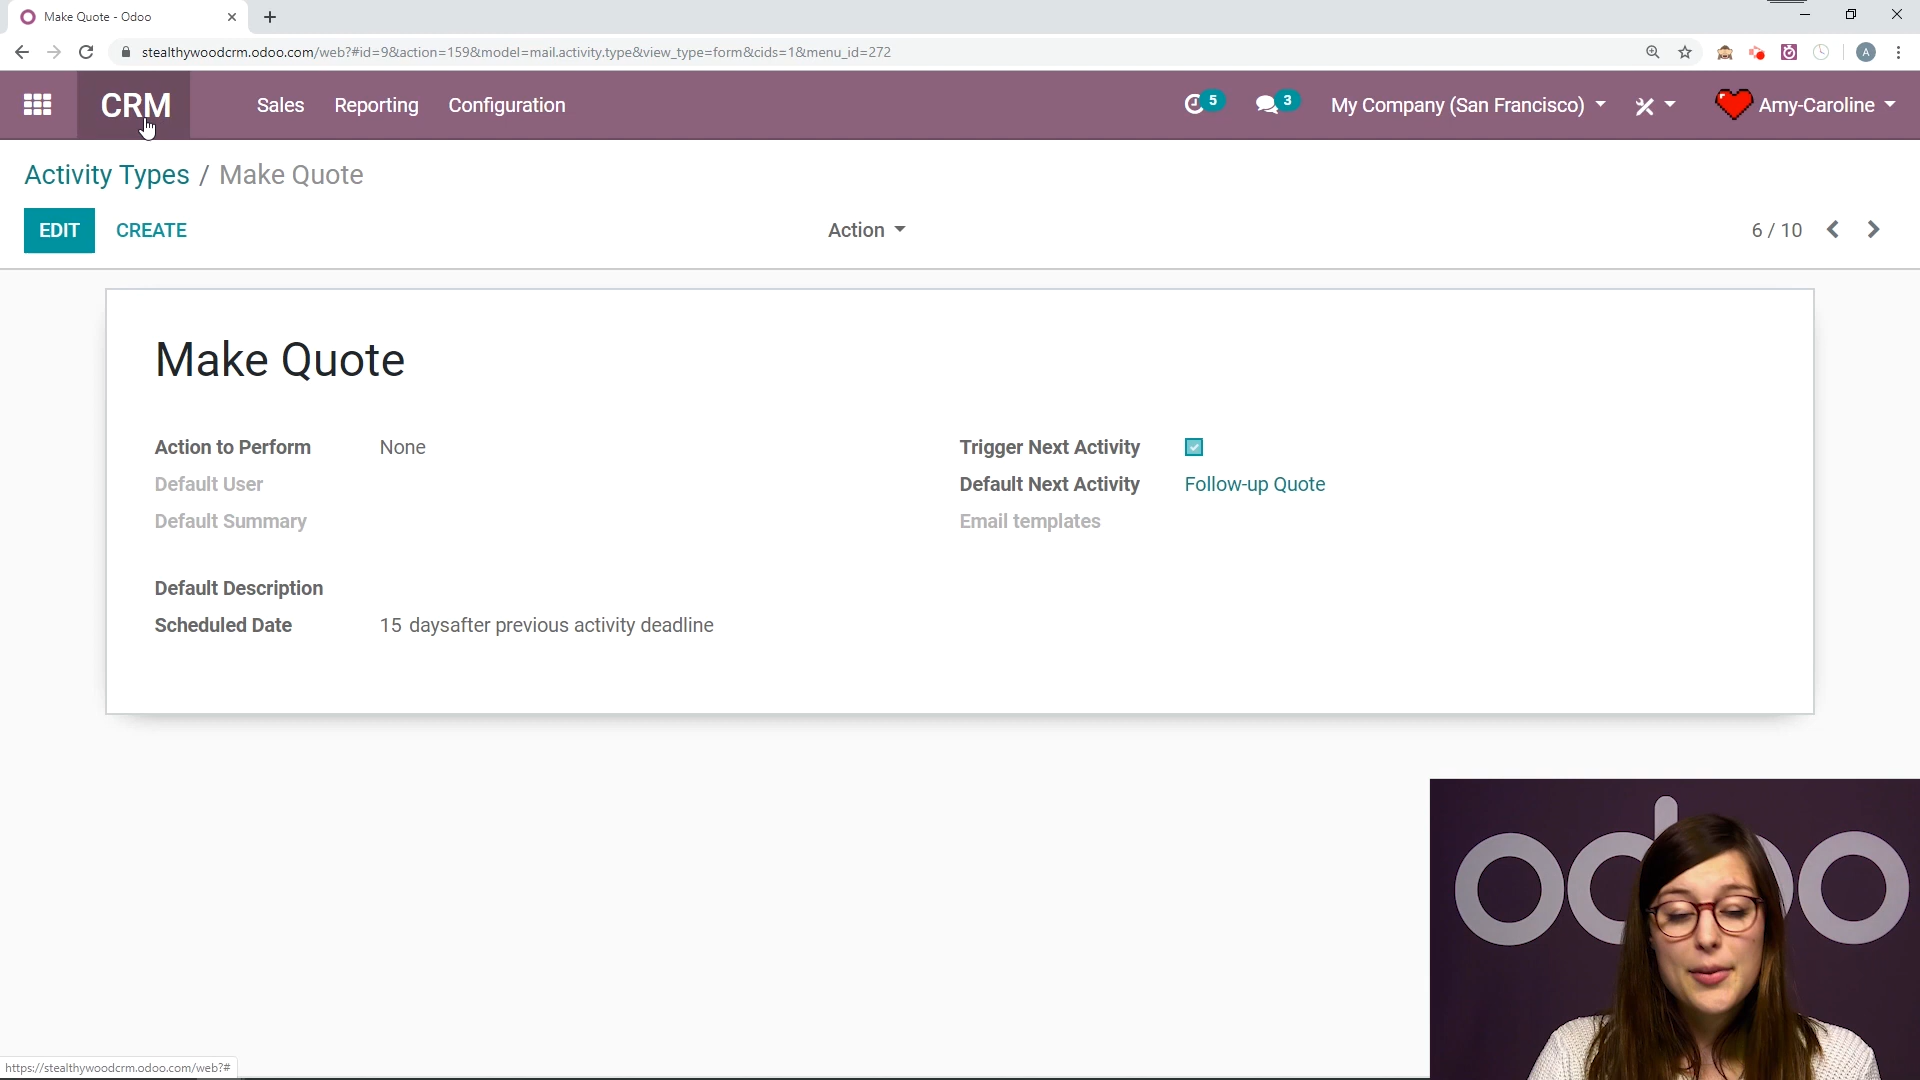 Make Quote - Odoo
stealthywoodcrm.odoo.com/web?#id=9&action=159&model=mail.activity.type&view_type=form&cids=1&menu_id=272
A
CRM Sales Reporting Configuration 5 3 My Company (San Francisco) Amy-Caroline
Activity Types / Make Quote
EDIT CREATE Action 6 / 10
Make Quote
Action to Perform None Trigger Next Activity
Default User Default Next Activity Follow-up Quote
Default Summary Email templates
Default Description
Scheduled Date 15 daysafter previous activity deadline
odoo
https://stealthywoodcrm.odoo.com/web?#